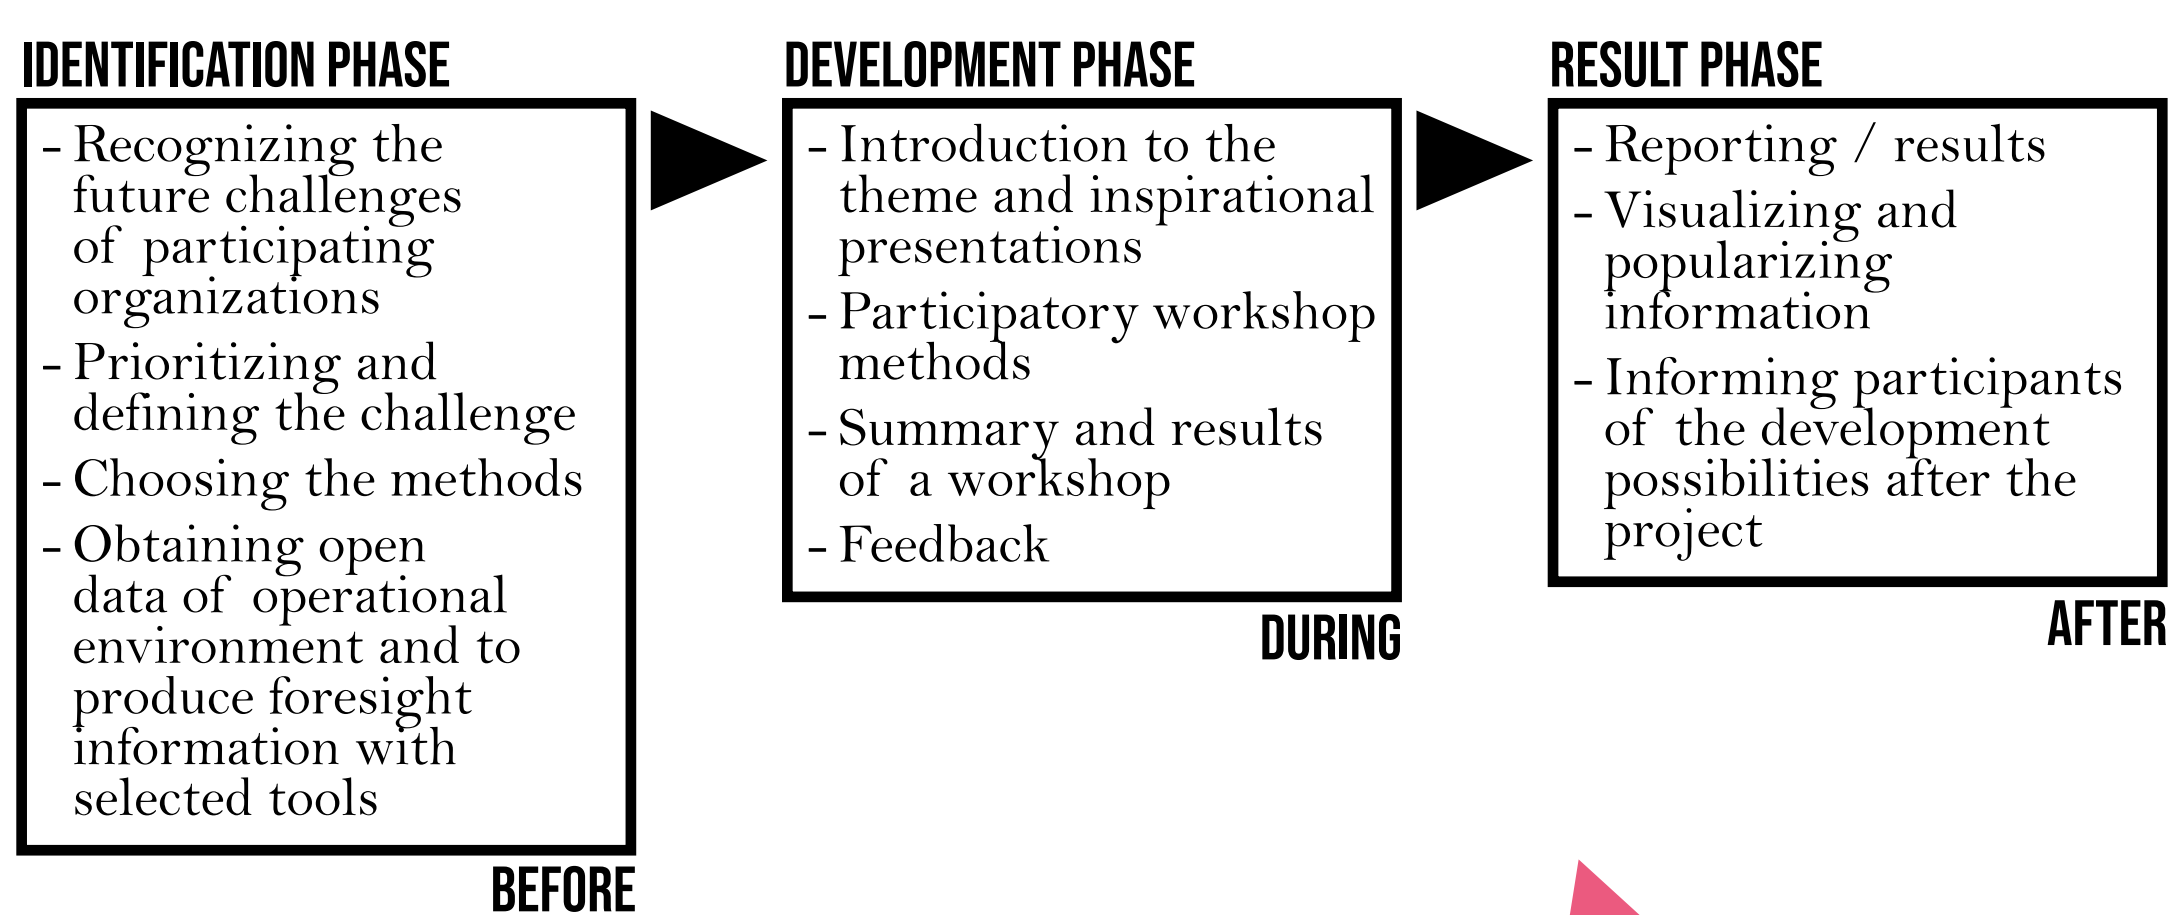 IDENTIFICATION PHASE
- Recognizing the
future challenges
of participating
organizations
- Prioritizing and
defining the challenge
- Choosing the methods
- Obtaining open
data of operational
environment and to
produce foresight
information with
selected tools
BEFORE
DEVELOPMENT PHASE
- Introduction to the
theme and inspirational
presentations
- Participatory workshop
methods
- Summary and results
of a workshop
- Feedback
DURING
RESULT PHASE
- Reporting / results
- Visualizing and
popularizing
information
- Informing participants
of the development
possibilities after the
project
AFTER